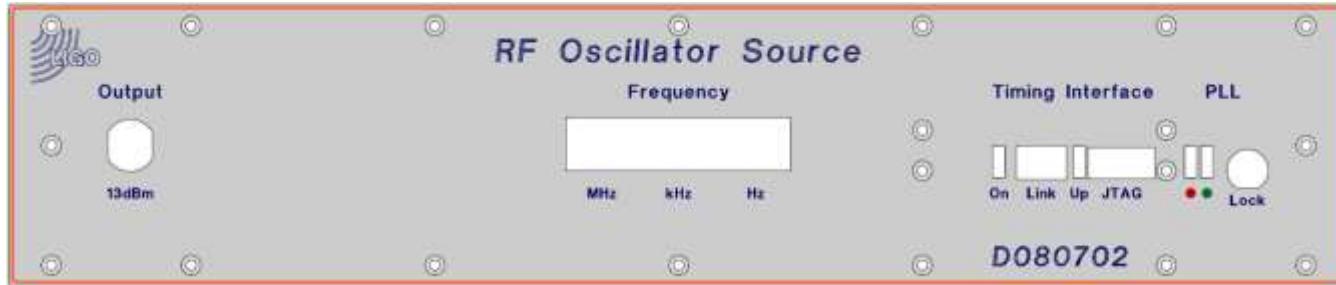 LIGO
RF Oscillator Source
Output
Frequency
Timing Interface
PLL
13dBm
MHz kHz Hz
On Link Up JTAG
Lock
D080702